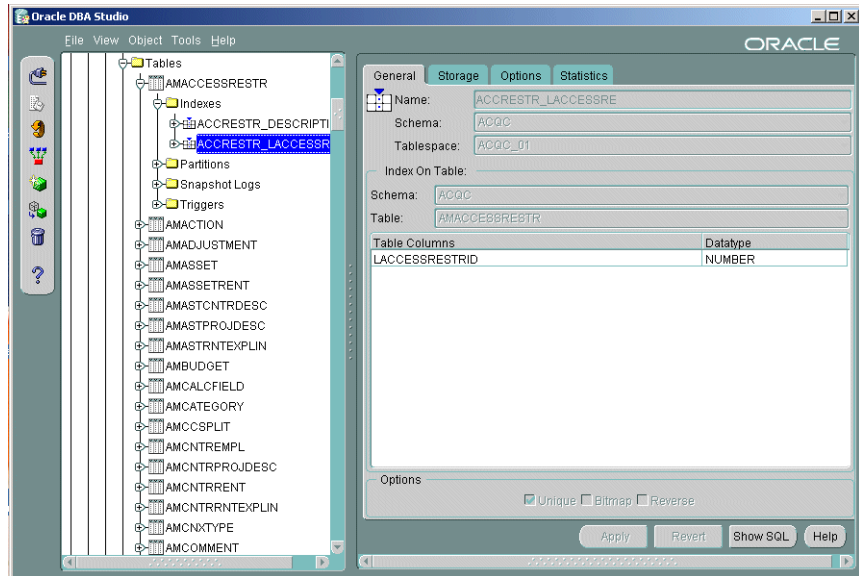 Oracle DBA Studio
File View Object Tools Help
ORACLE
Tables
AMACCESSRESTR
Indexes
ACCRESTR_DESCRIPTI
ACCRESTR_LACCESSR
Partitions
Snapshot Logs
Triggers
AMACTION
AMADJUSTMENT
AMASSET
AMASSETRENT
AMASTCNTRDESC
AMASTPROJDESC
AMASTRNTEXPLIN
AMBUDGET
AMCALCFIELD
AMCATEGORY
AMCCSPLIT
AMCNTREMPL
AMCNTRPROJDESC
AMCNTRRENT
AMCNTRRNTEXPLIN
AMCNXTYPE
AMCOMMENT
General Storage Options Statistics
Name: ACCRESTR_LACCESSRE
Schema: ACQC
Tablespace: ACQC_01
Index On Table:
Schema: ACQC
Table: AMACCESSRESTR
Table Columns Datatype
LACCESSRESTRID NUMBER
Options
Unique Bitmap Reverse
Apply Revert Show SQL Help